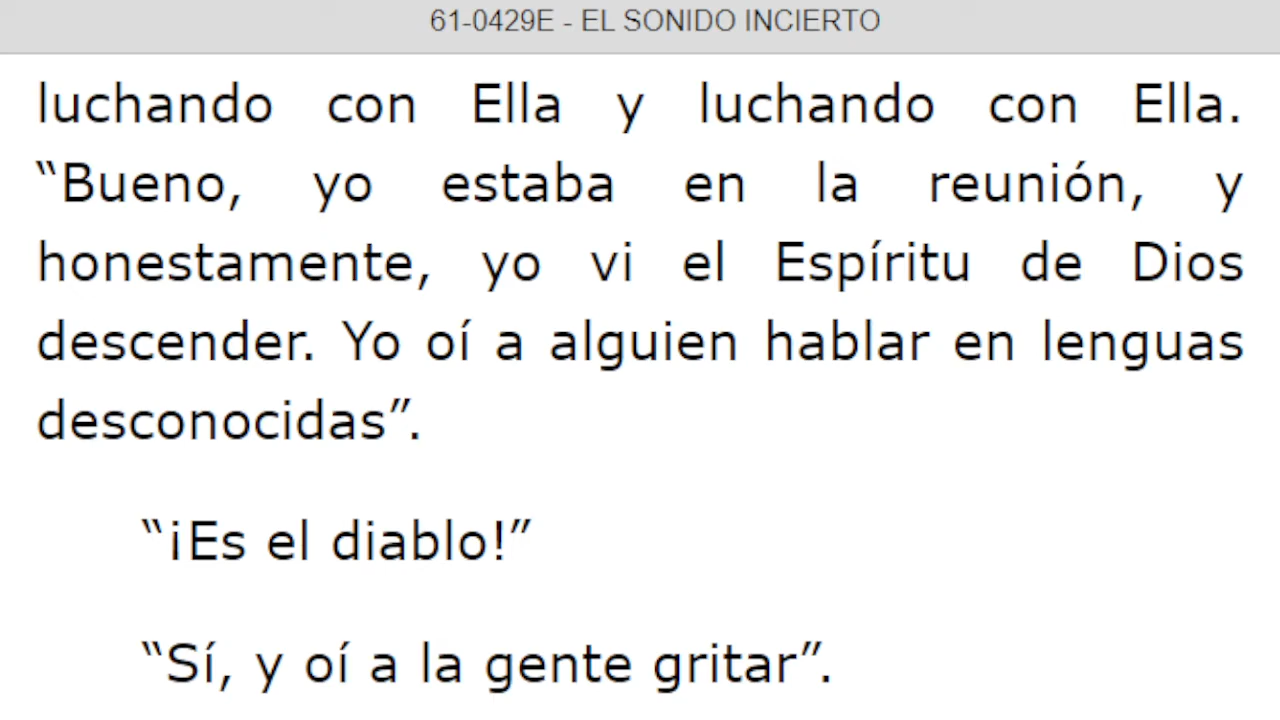 61-0429E - EL SONIDO INCIERTO
luchando con Ella y luchando con Ella.
“Bueno, yo estaba en la reunión, y
honestamente, yo vi el Espíritu de Dios
descender. Yo oí a alguien hablar en lenguas
desconocidas”.
“¡Es el diablo!”
“Sí, y oí a la gente gritar”.